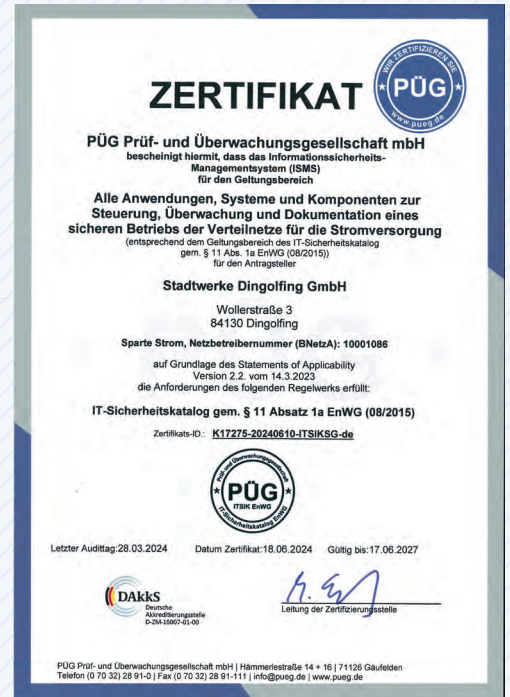 WIR ZERTIFIZIEREN SIE
PÜG
www.pueg.de
ZERTIFIKAT
PÜG Prüf- und Überwachungsgesellschaft mbH
bescheinigt hiermit, dass das Informationssicherheits-
Managementsystem (ISMS)
für den Geltungsbereich
Alle Anwendungen, Systeme und Komponenten zur
Steuerung, Überwachung und Dokumentation eines
sicheren Betriebs der Verteilnetze für die Stromversorgung
(entsprechend dem Geltungsbereich des IT-Sicherheitskatalog
gem. § 11 Abs. 1a EnWG (08/2015))
für den Antragsteller
Stadtwerke Dingolfing GmbH
Wollerstraße 3
84130 Dingolfing
Sparte Strom, Netzbetreibernummer (BNetzA): 10001086
auf Grundlage des Statements of Applicability
Version 2.2. vom 14.3.2023
die Anforderungen des folgenden Regelwerks erfüllt:
IT-Sicherheitskatalog gem. § 11 Absatz 1a EnWG (08/2015)
Zertifikats-ID.: K17275-20240610-ITSIKSG-de
Prüf- und Überwachungsgesellschaft
PÜG
ITSIK EnWG
IT-Sicherheitskatalog EnWG
Letzter Audittag:28.03.2024 Datum Zertifikat:18.06.2024 Gültig bis:17.06.2027
DAkkS
Deutsche
Akkreditierungsstelle
D-ZM-16007-01-00
Leitung der Zertifizierungsstelle
PÜG Prüf- und Überwachungsgesellschaft mbH | Hämmerlestraße 14 + 16 | 71126 Gäufelden
Telefon (0 70 32) 28 91-0 | Fax (0 70 32) 28 91-111 | info@pueg.de | www.pueg.de